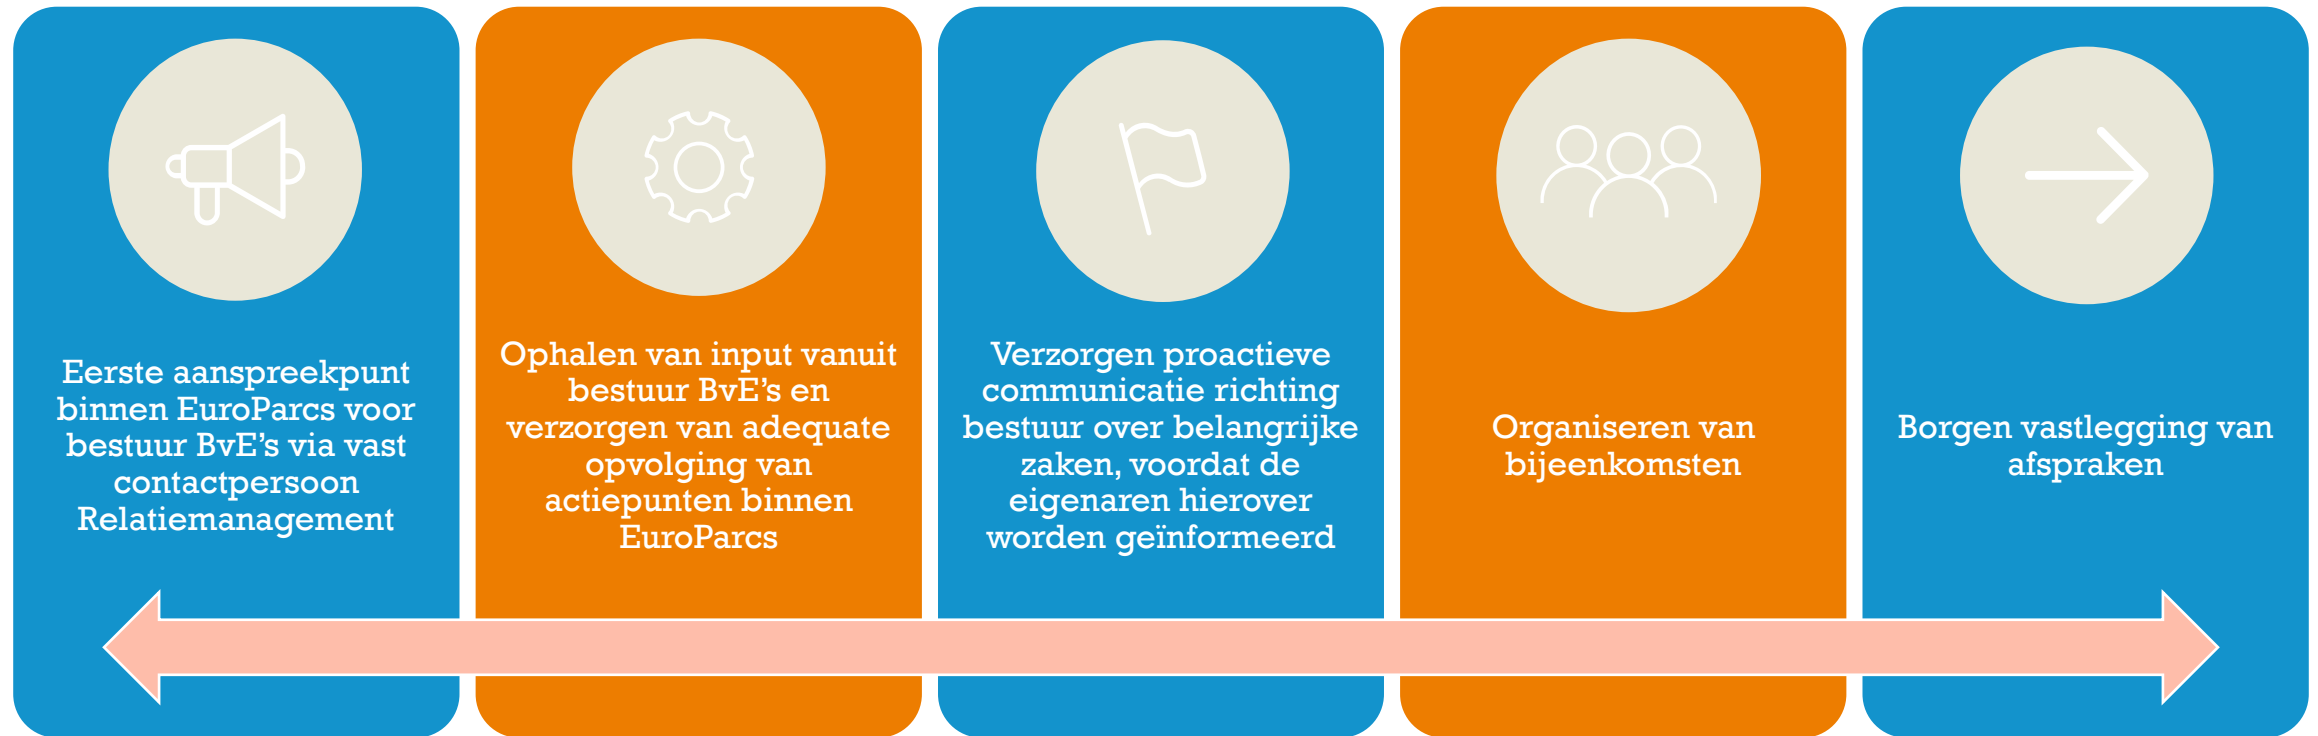 Eerste aanspreekpunt
binnen EuroParcs voor
bestuur BvE’s via vast
contactpersoon
Relatiemanagement
Ophalen van input vanuit
bestuur BvE’s en
verzorgen van adequate
opvolging van
actiepunten binnen
EuroParcs
Verzorgen proactieve
communicatie richting
bestuur over belangrijke
zaken, voordat de
eigenaren hierover
worden geïnformeerd
Organiseren van
bijeenkomsten
Borgen vastlegging van
afspraken